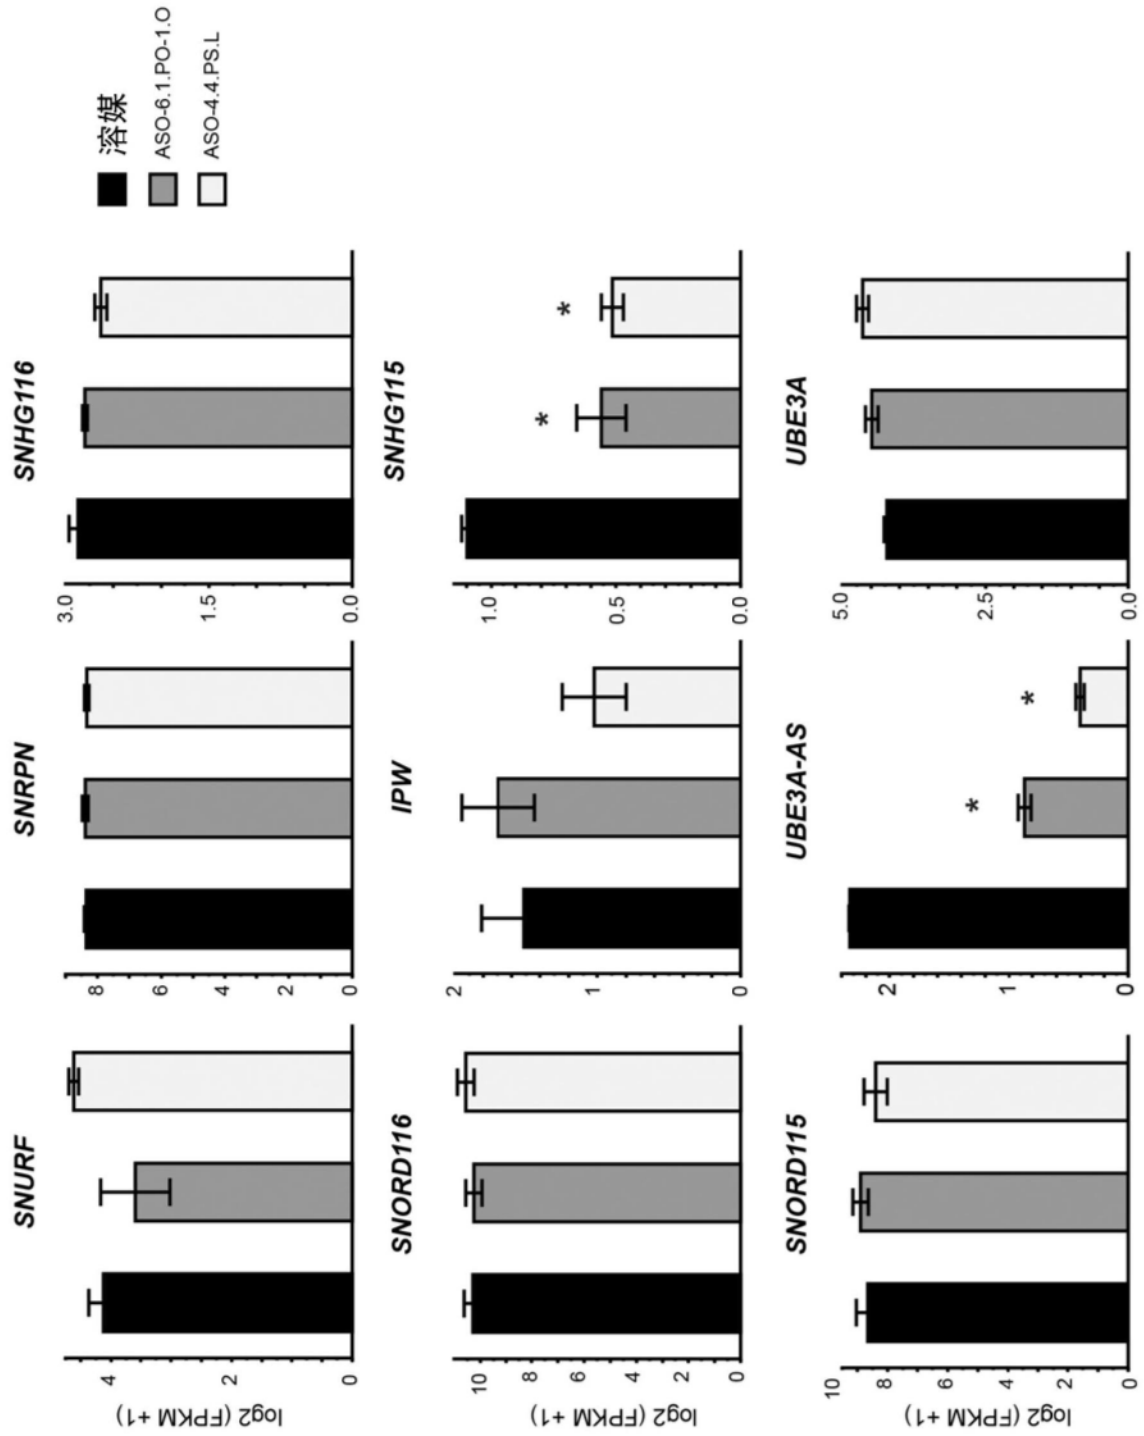 SNURF
log2 (FPKM +1)
4
2
0
SNRPN
8
6
4
2
0
SNHG116
3.0
1.5
0.0
溶媒
ASO-6.1.PO-1.O
ASO-4.4.PS.L
SNORD116
log2 (FPKM +1)
10
8
6
4
2
0
IPW
2
1
0
SNHG115
1.0
0.5
0.0
*
*
SNORD115
log2 (FPKM +1)
10
8
6
4
2
0
UBE3A-AS
2
1
0
*
*
UBE3A
5.0
2.5
0.0